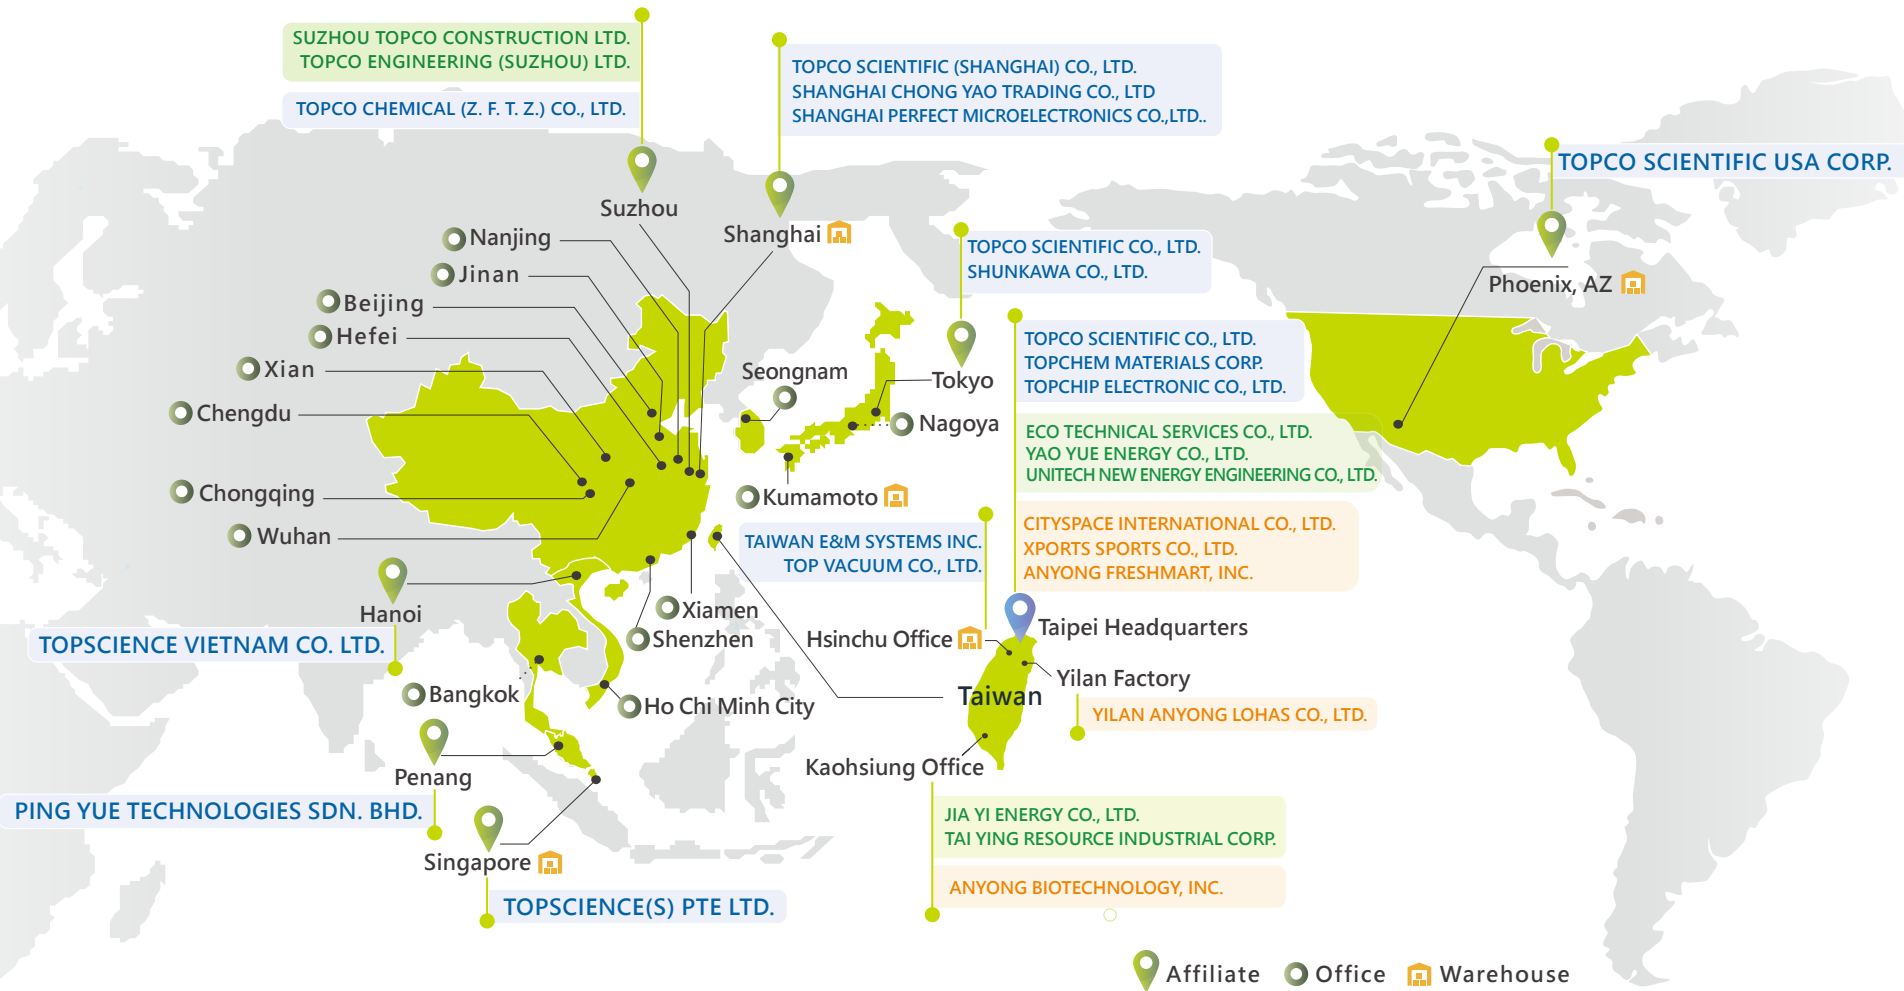 SUZHOU TOPCO CONSTRUCTION LTD.
TOPCO ENGINEERING (SUZHOU) LTD.
TOPCO CHEMICAL (Z. F. T. Z.) CO., LTD.
Suzhou
TOPCO SCIENTIFIC (SHANGHAI) CO., LTD.
SHANGHAI CHONG YAO TRADING CO., LTD
SHANGHAI PERFECT MICROELECTRONICS CO.,LTD..
Shanghai
TOPCO SCIENTIFIC USA CORP.
Phoenix, AZ
Nanjing
Jinan
Beijing
Hefei
Xian
Chengdu
Chongqing
Wuhan
TOPCO SCIENTIFIC CO., LTD.
SHUNKAWA CO., LTD.
Tokyo
Seongnam
Nagoya
Kumamoto
TOPCO SCIENTIFIC CO., LTD.
TOPCHEM MATERIALS CORP.
TOPCHIP ELECTRONIC CO., LTD.
ECO TECHNICAL SERVICES CO., LTD.
YAO YUE ENERGY CO., LTD.
UNITECH NEW ENERGY ENGINEERING CO., LTD.
CITYSPACE INTERNATIONAL CO., LTD.
XPORTS SPORTS CO., LTD.
ANYONG FRESHMART, INC.
Taipei Headquarters
TAIWAN E&M SYSTEMS INC.
TOP VACUUM CO., LTD.
Hsinchu Office
Xiamen
Shenzhen
Hanoi
TOPSCIENCE VIETNAM CO. LTD.
Bangkok
Ho Chi Minh City
Taiwan
Yilan Factory
YILAN ANYONG LOHAS CO., LTD.
Kaohsiung Office
JIA YI ENERGY CO., LTD.
TAI YING RESOURCE INDUSTRIAL CORP.
ANYONG BIOTECHNOLOGY, INC.
Penang
PING YUE TECHNOLOGIES SDN. BHD.
Singapore
TOPSCIENCE(S) PTE LTD.
Affiliate
Office
Warehouse